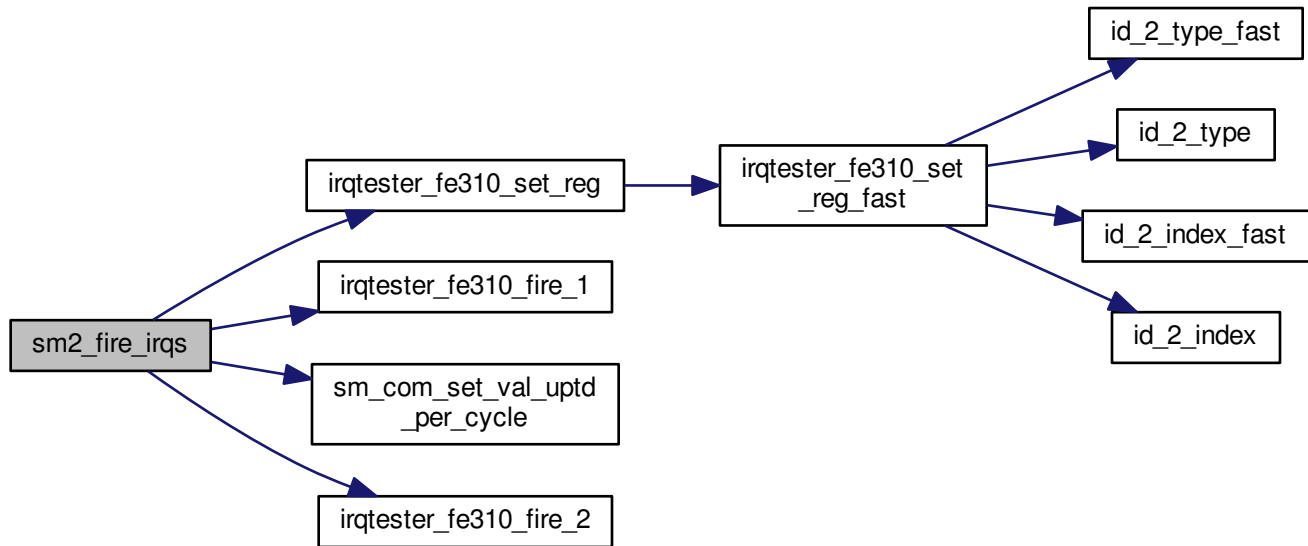 id_2_type_fast
id_2_type
irqtester_fe310_set
_reg_fast
irqtester_fe310_set_reg
id_2_index_fast
irqtester_fe310_fire_1
id_2_index
sm2_fire_irqs
sm_com_set_val_uptd
_per_cycle
irqtester_fe310_fire_2